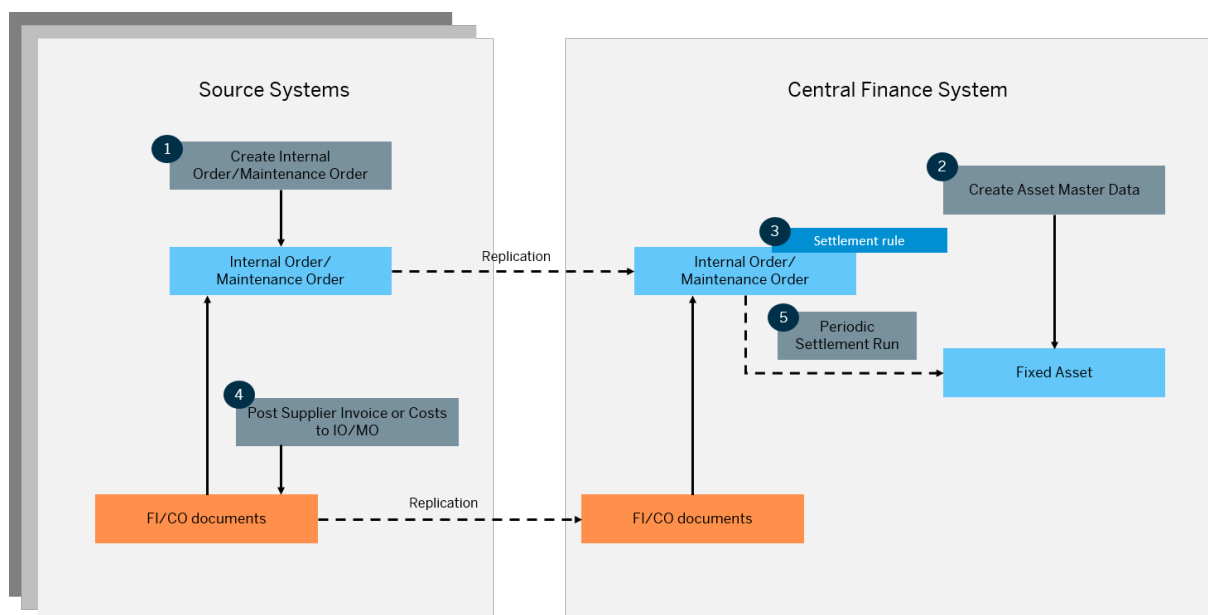 Source Systems
Central Finance System
1
Create Internal
Order/Maintenance Order
2
Create Asset Master Data
3
Settlement rule
Internal Order/
Maintenance Order
Replication
Internal Order/
Maintenance Order
5
Periodic
Settlement Run
Fixed Asset
4
Post Supplier Invoice or Costs
to IO/MO
FI/CO documents
Replication
FI/CO documents